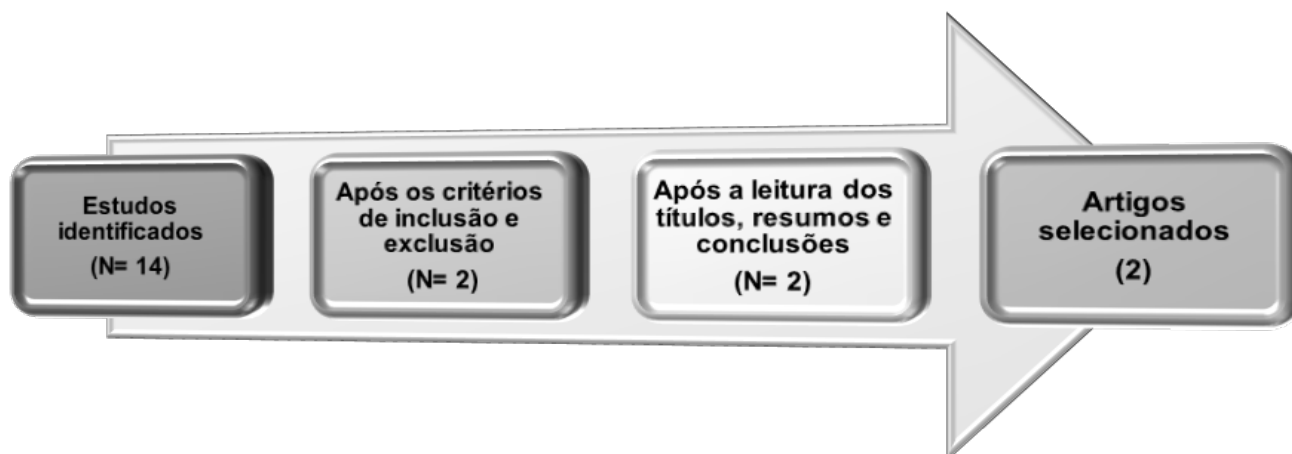 Estudos
identificados
(N= 14)
Após os critérios
de inclusão e
exclusão
(N= 2)
Após a leitura dos
títulos, resumos e
conclusões
(N= 2)
Artigos
selecionados
(2)